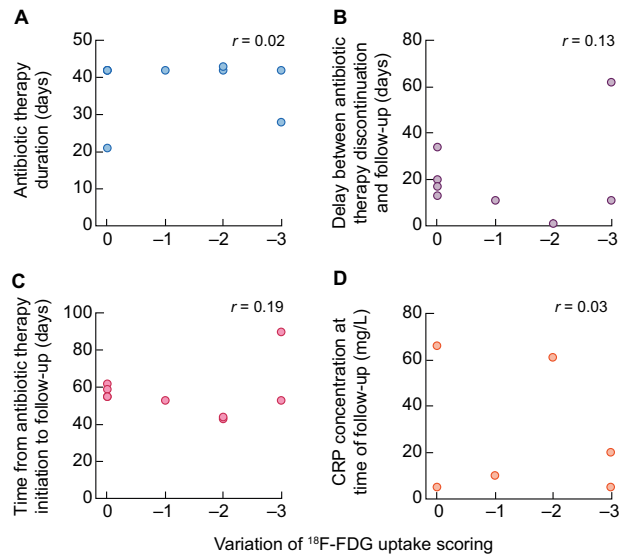 A
r = 0.02
Antibiotic therapy
duration (days)
50
40
30
20
10
0
0 –1 –2 –3
B
r = 0.13
Delay between antibiotic
therapy discontinuation
and follow-up (days)
80
60
40
20
0
0 –1 –2 –3
C
r = 0.19
Time from antibiotic therapy
initiation to follow-up (days)
100
80
60
40
20
0
0 –1 –2 –3
D
r = 0.03
CRP concentration at
time of follow-up (mg/L)
80
60
40
20
0
0 –1 –2 –3
Variation of ¹⁸F-FDG uptake scoring